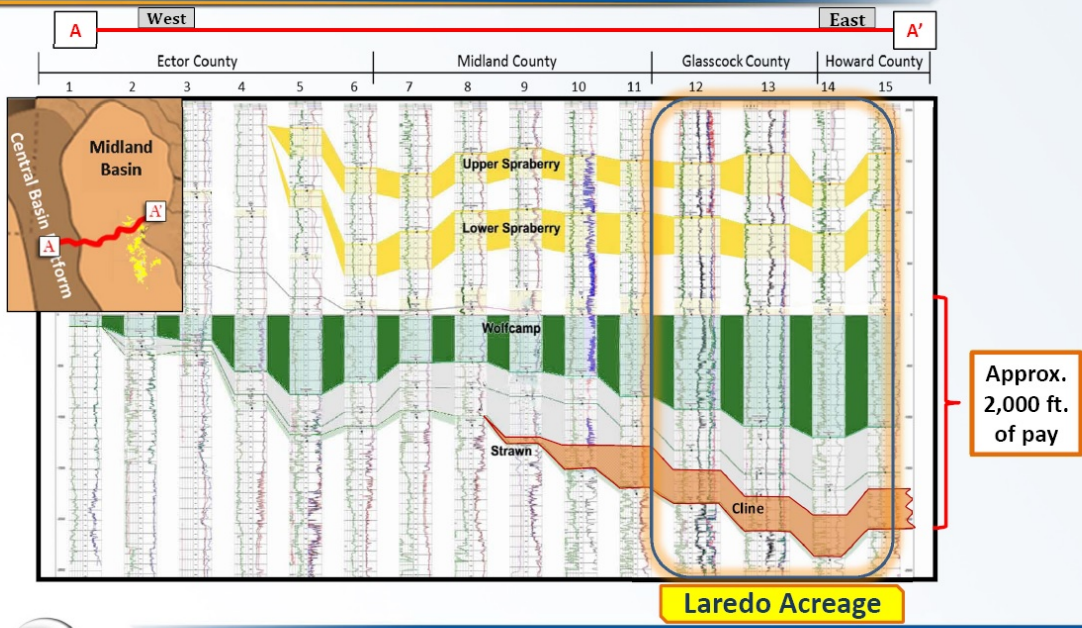 A
West
East
A'
Ector County
Midland County
Glasscock County
Howard County
1
2
3
4
5
6
7
8
9
10
11
12
13
14
15
Central Basin
tform
Midland
Basin
A'
A
Upper Spraberry
Lower Spraberry
Wolfcamp
Strawn
Cline
Approx.
2,000 ft.
of pay
Laredo Acreage